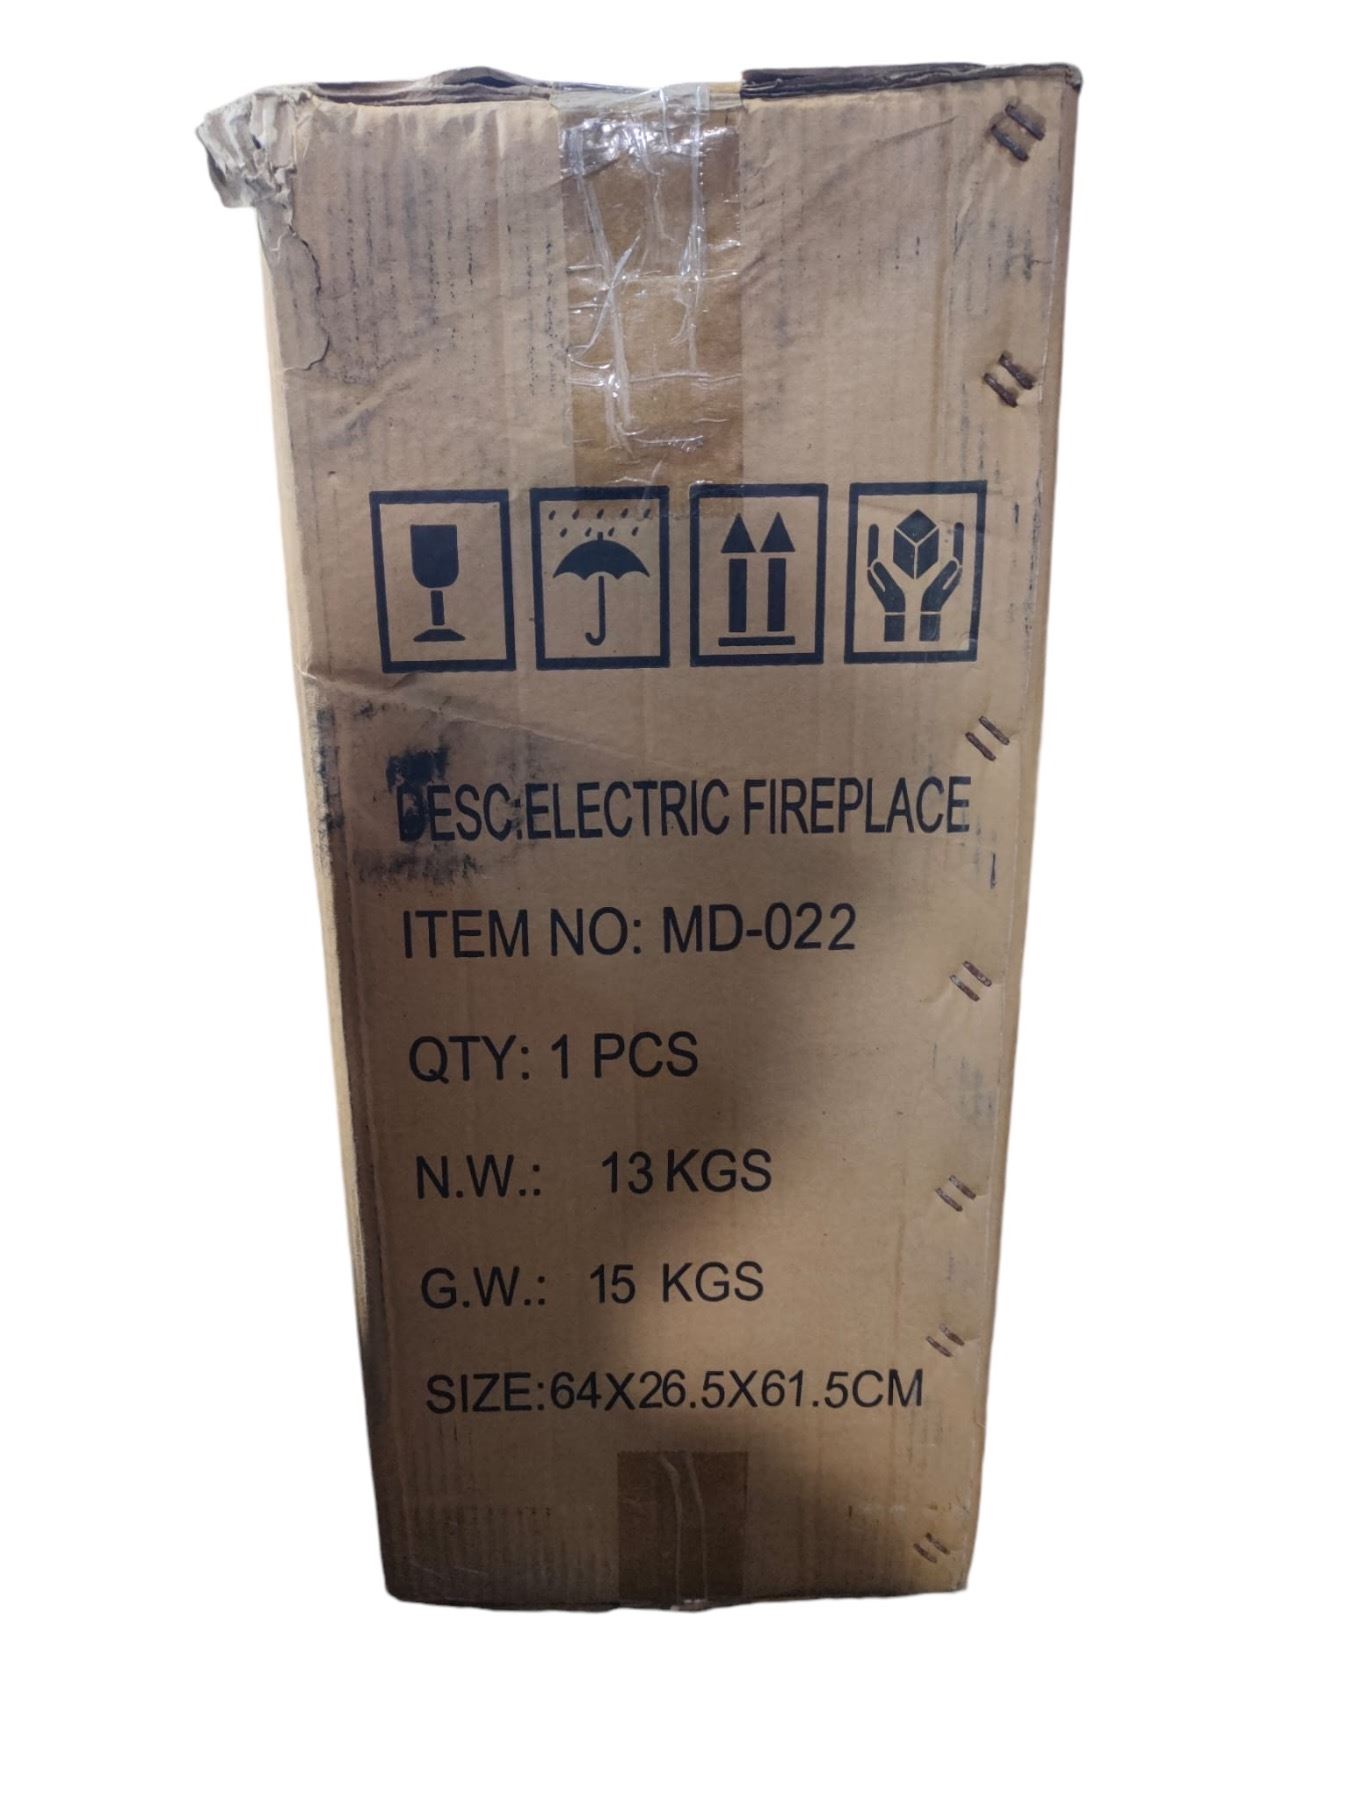 DESC:ELECTRIC FIREPLACE
ITEM NO: MD-022
QTY: 1 PCS
N.W.: 13 KGS
G.W.: 15 KGS
SIZE:64X26.5X61.5CM